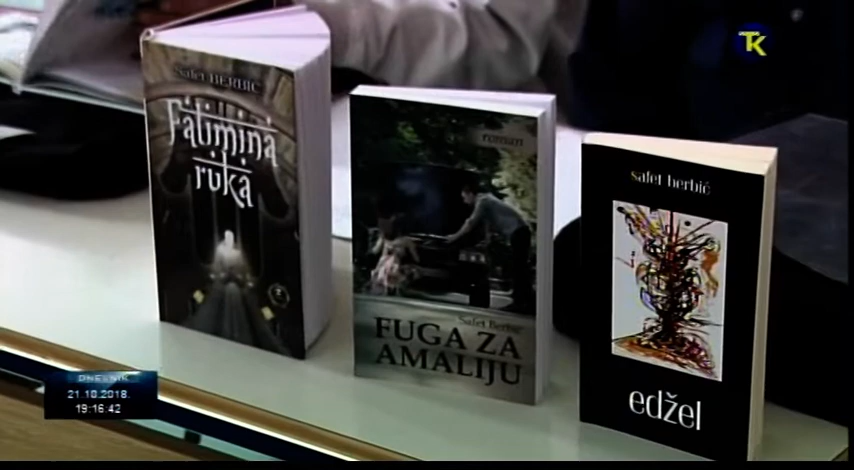 TK
Safet BERBIĆ
Fatimina
ruka
roman
Safet Berbić
FUGA ZA
AMALIJU
safet berbić
edžel
DNEVNIK
21.10.2018.
19:16:42